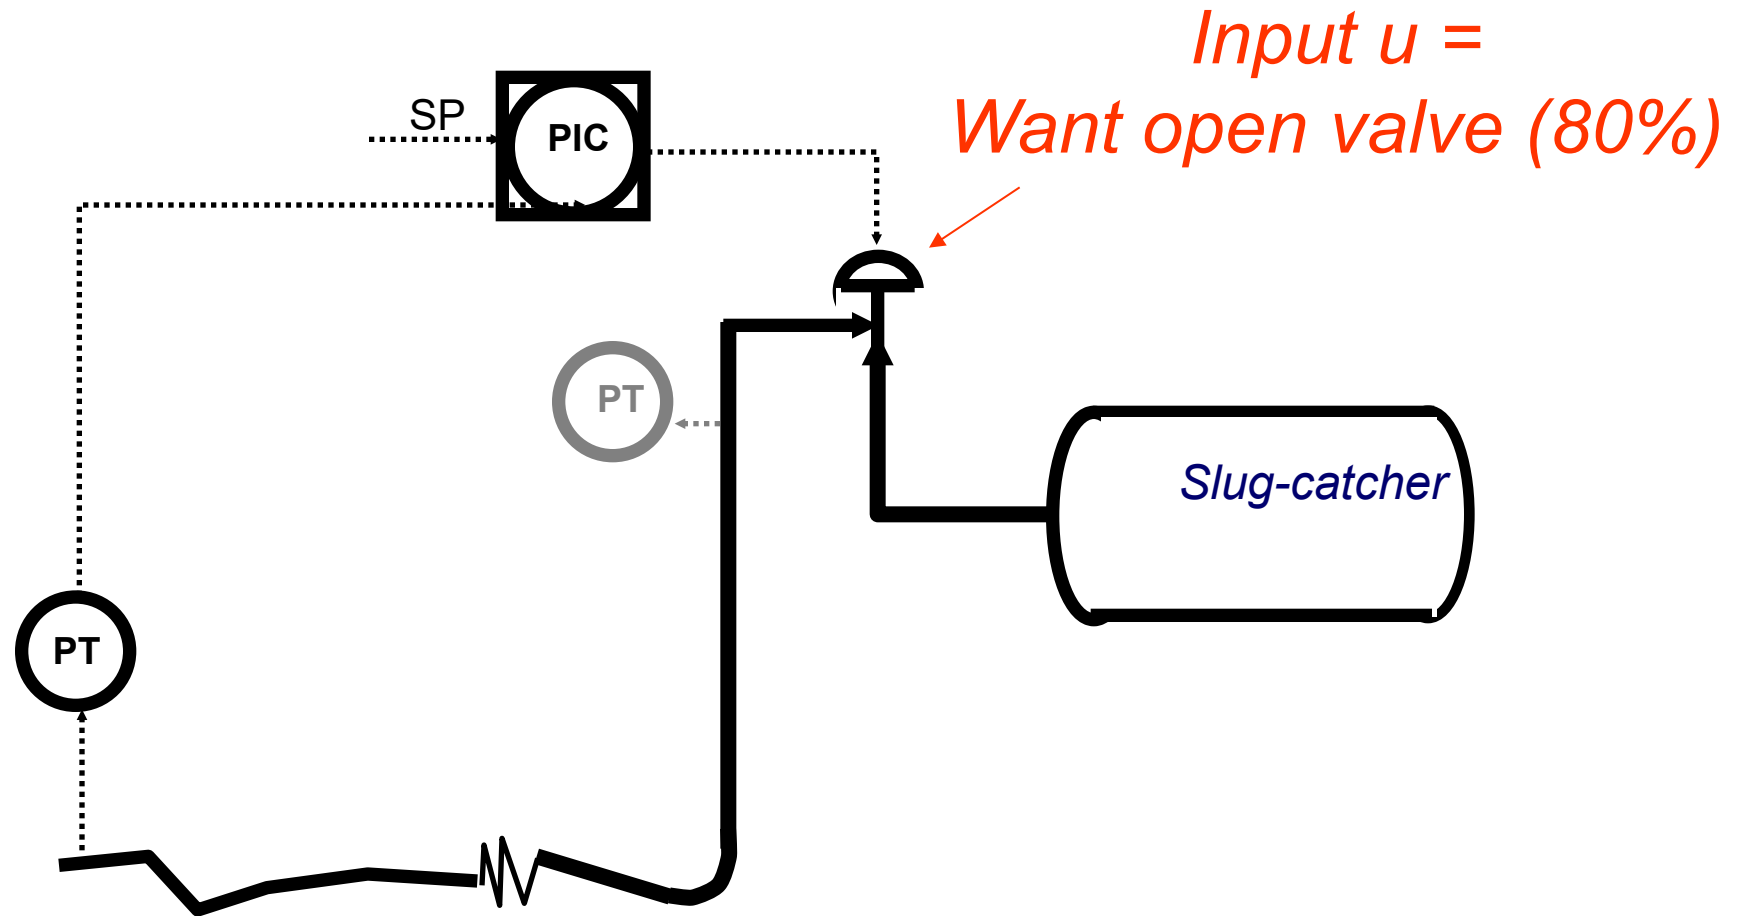 Input u =
Want open valve (80%)
SP
PIC
PT
Slug-catcher
PT